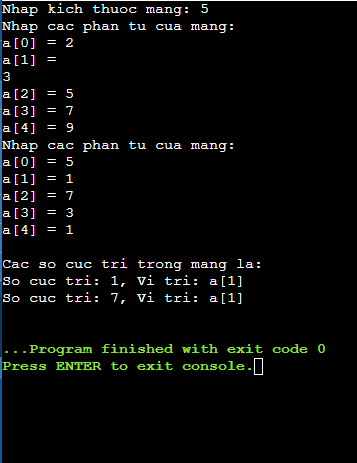 Nhap kich thuoc mang: 5
Nhap cac phan tu cua mang:
a[0] = 2
a[1] =
3
a[2] = 5
a[3] = 7
a[4] = 9
Nhap cac phan tu cua mang:
a[0] = 5
a[1] = 1
a[2] = 7
a[3] = 3
a[4] = 1
Cac so cuc tri trong mang la:
So cuc tri: 1, Vi tri: a[1]
So cuc tri: 7, Vi tri: a[1]
...Program finished with exit code 0
Press ENTER to exit console.